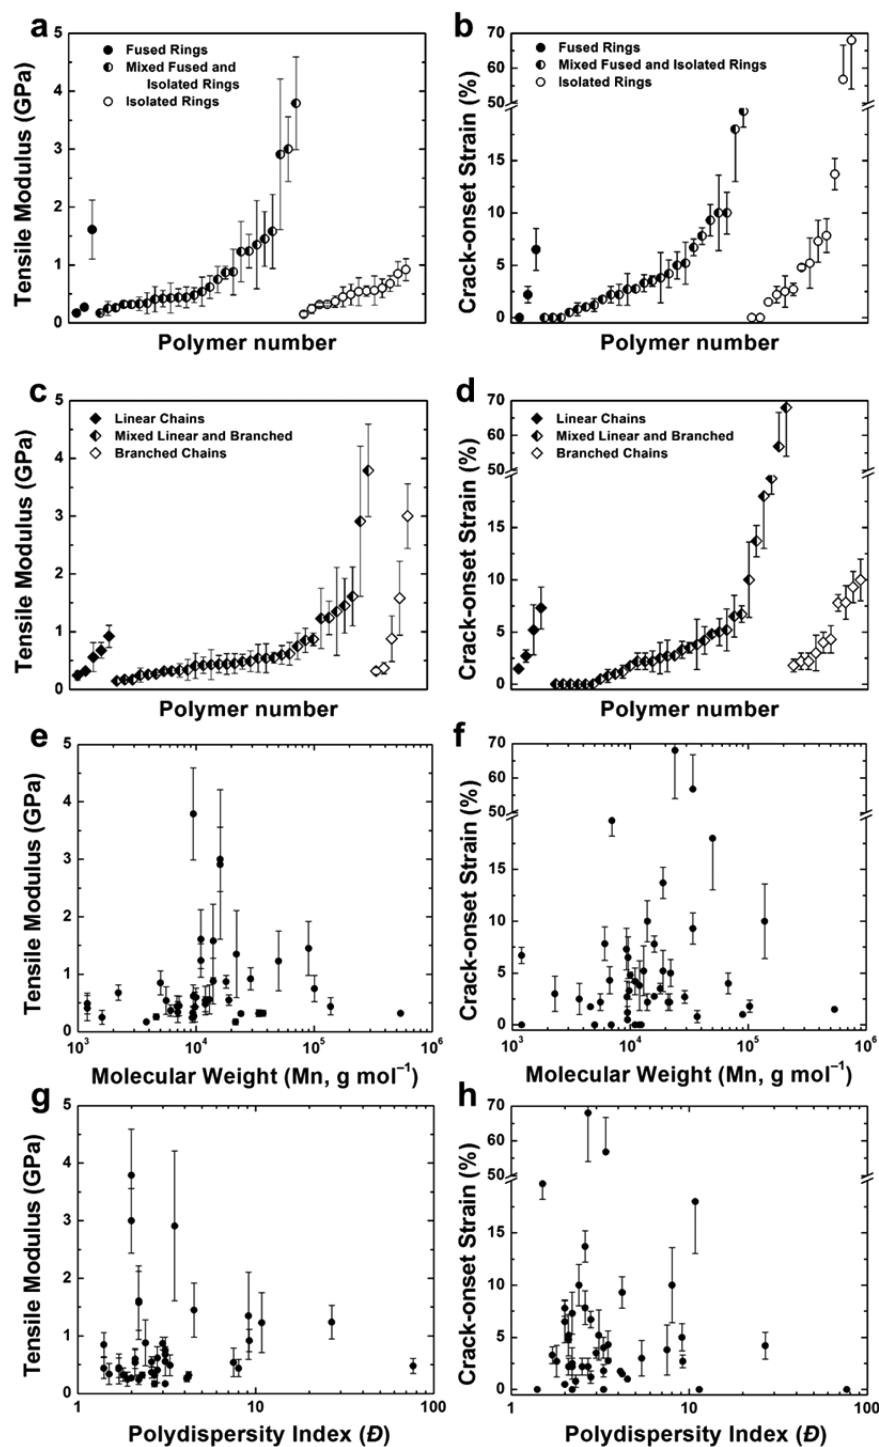 a
5
4
3
2
1
0
Tensile Modulus (GPa)
Fused Rings
Mixed Fused and
Isolated Rings
Isolated Rings
Polymer number
b
70
60
50
15
10
5
0
Crack-onset Strain (%)
Fused Rings
Mixed Fused and Isolated Rings
Isolated Rings
Polymer number
c
5
4
3
2
1
0
Tensile Modulus (GPa)
Linear Chains
Mixed Linear and Branched
Branched Chains
Polymer number
d
70
60
50
15
10
5
0
Crack-onset Strain (%)
Linear Chains
Mixed Linear and Branched
Branched Chains
Polymer number
e
5
4
3
2
1
0
Tensile Modulus (GPa)
10³ 10⁴ 10⁵ 10⁶
Molecular Weight (Mn, g mol⁻¹)
f
70
60
50
15
10
5
0
Crack-onset Strain (%)
10³ 10⁴ 10⁵ 10⁶
Molecular Weight (Mn, g mol⁻¹)
g
5
4
3
2
1
0
Tensile Modulus (GPa)
1 10 100
Polydispersity Index (Đ)
h
70
60
50
15
10
5
0
Crack-onset Strain (%)
1 10 100
Polydispersity Index (Đ)